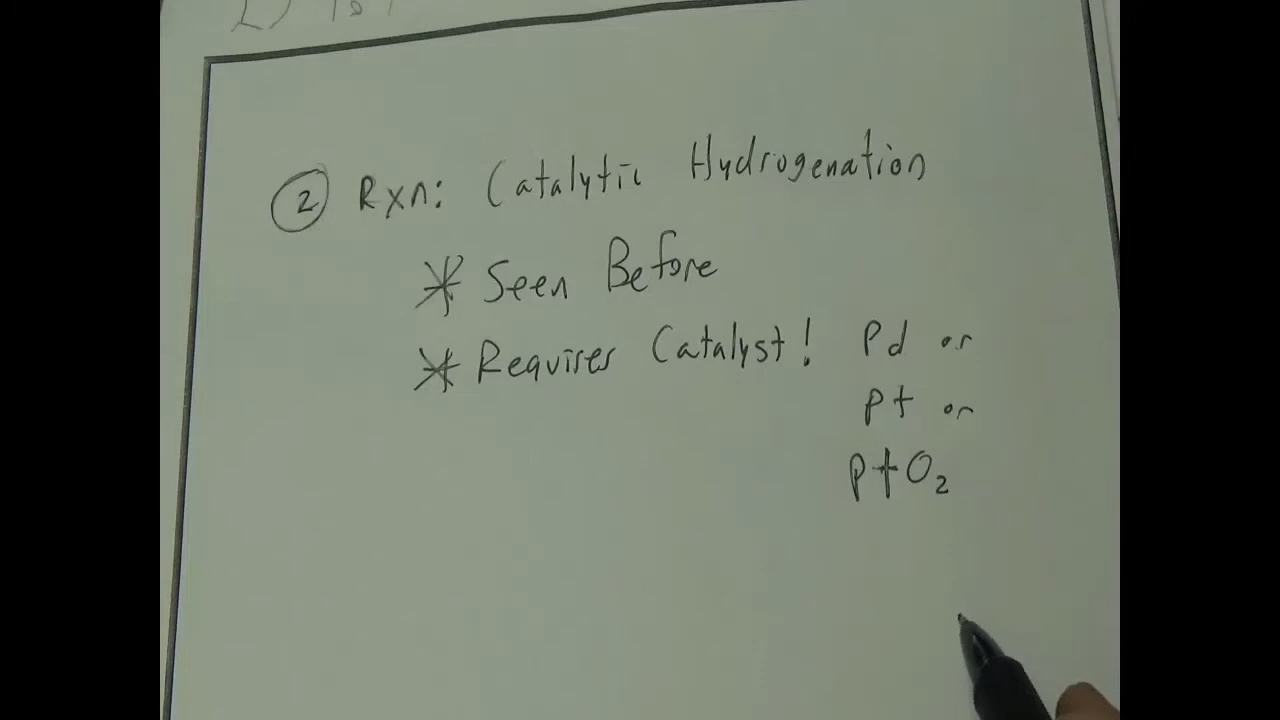 ② Rxn: Catalytic Hydrogenation
* Seen Before
* Requires Catalyst! Pd or
Pt or
PtO₂